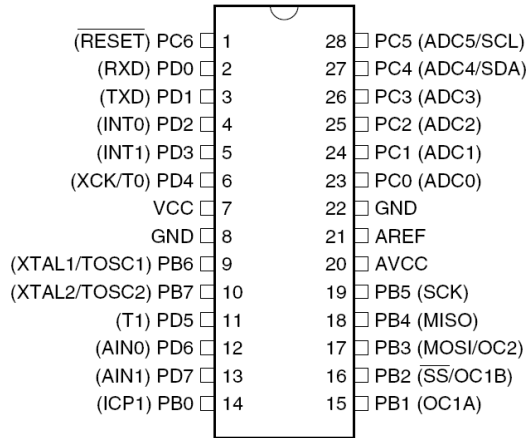 (RESET) PC6 1 28 PC5 (ADC5/SCL)
(RXD) PD0 2 27 PC4 (ADC4/SDA)
(TXD) PD1 3 26 PC3 (ADC3)
(INT0) PD2 4 25 PC2 (ADC2)
(INT1) PD3 5 24 PC1 (ADC1)
(XCK/T0) PD4 6 23 PC0 (ADC0)
VCC 7 22 GND
GND 8 21 AREF
(XTAL1/TOSC1) PB6 9 20 AVCC
(XTAL2/TOSC2) PB7 10 19 PB5 (SCK)
(T1) PD5 11 18 PB4 (MISO)
(AIN0) PD6 12 17 PB3 (MOSI/OC2)
(AIN1) PD7 13 16 PB2 (SS/OC1B)
(ICP1) PB0 14 15 PB1 (OC1A)